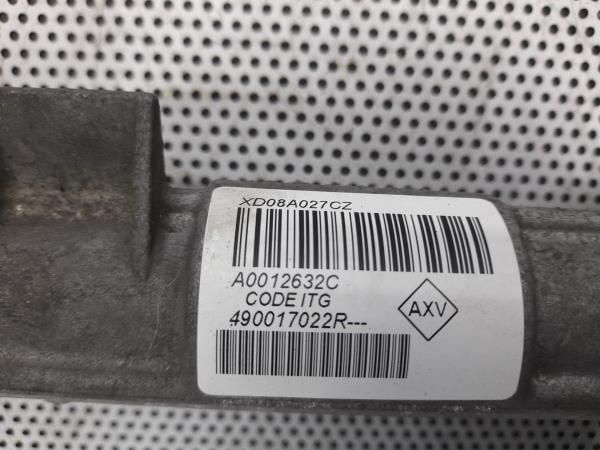 XD08A027CZ
A0012632C
CODE ITG
AXV
490017022R---